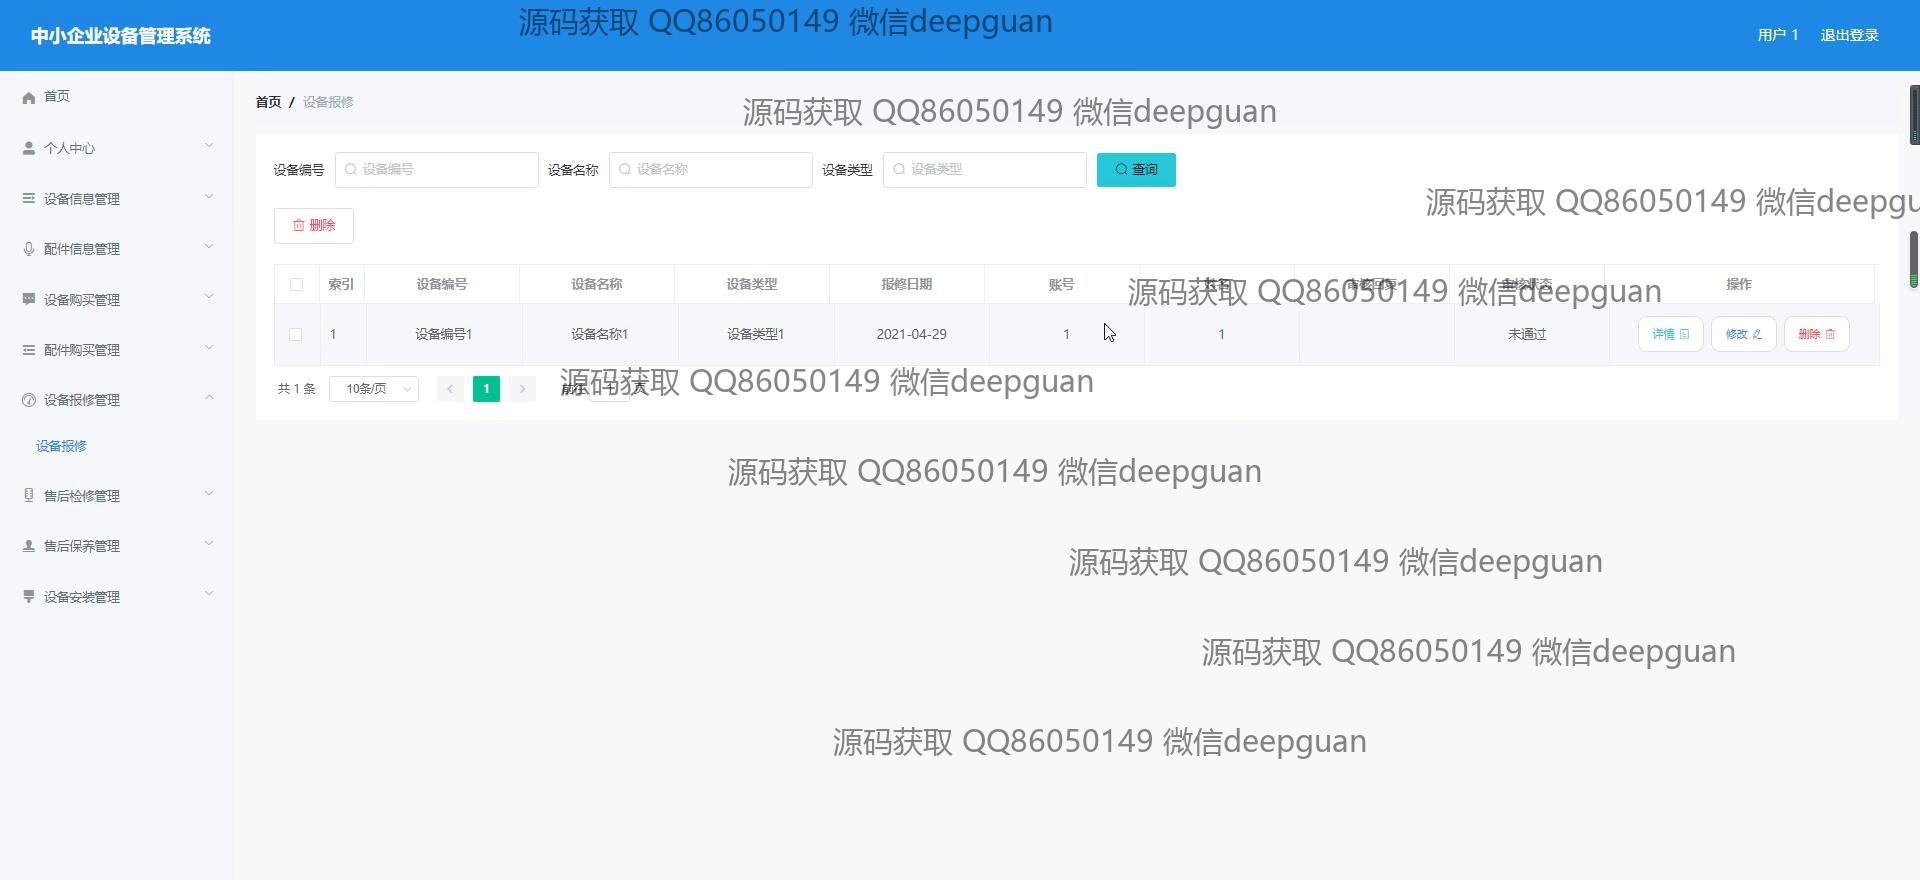 源码获取 QQ86050149 微信deepguan
中小企业设备管理系统
用户 1 退出登录
首页
首页 / 设备报修
源码获取 QQ86050149 微信deepguan
个人中心
设备编号 设备编号 设备名称 设备名称 设备类型 设备类型 查询
设备信息管理
源码获取 QQ86050149 微信deepgu
删除
配件信息管理
索引 设备编号 设备名称 设备类型 报修日期 账号 姓名 审核回复 审核状态 操作
源码获取 QQ86050149 微信deepguan
设备购买管理
1 设备编号1 设备名称1 设备类型1 2021-04-29 1 1 未通过 详情 修改 删除
配件购买管理
共 1 条 10条/页 1 前往 1 页
源码获取 QQ86050149 微信deepguan
设备报修管理
设备报修
源码获取 QQ86050149 微信deepguan
售后检修管理
售后保养管理
源码获取 QQ86050149 微信deepguan
设备安装管理
源码获取 QQ86050149 微信deepguan
源码获取 QQ86050149 微信deepguan